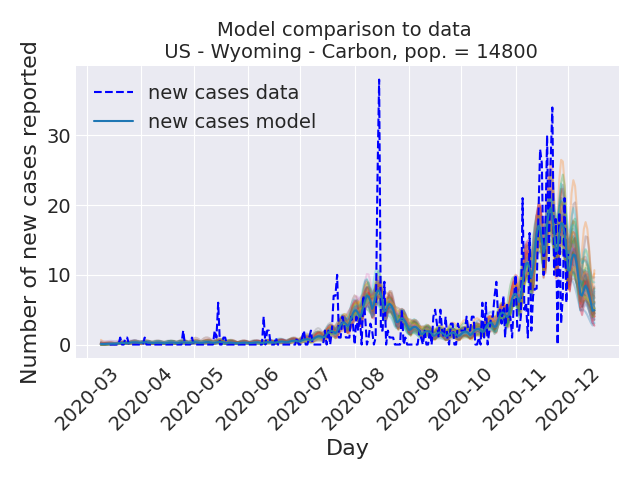 Model comparison to data
US - Wyoming - Carbon, pop. = 14800
Number of new cases reported
new cases data
new cases model
30
20
10
0
2020-03
2020-04
2020-05
2020-06
2020-07
2020-08
2020-09
2020-10
2020-11
2020-12
Day